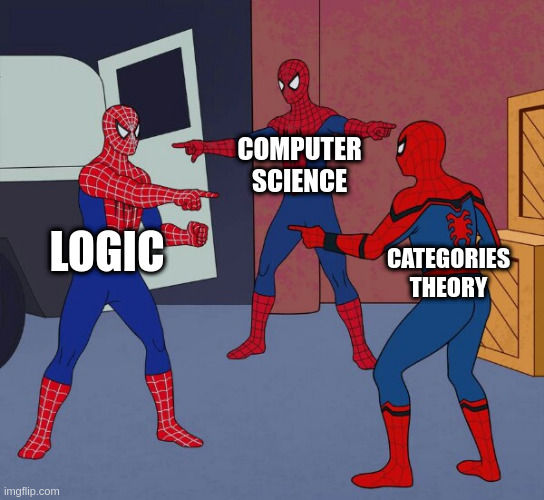 COMPUTER
SCIENCE
LOGIC
CATEGORIES
THEORY
imgflip.com